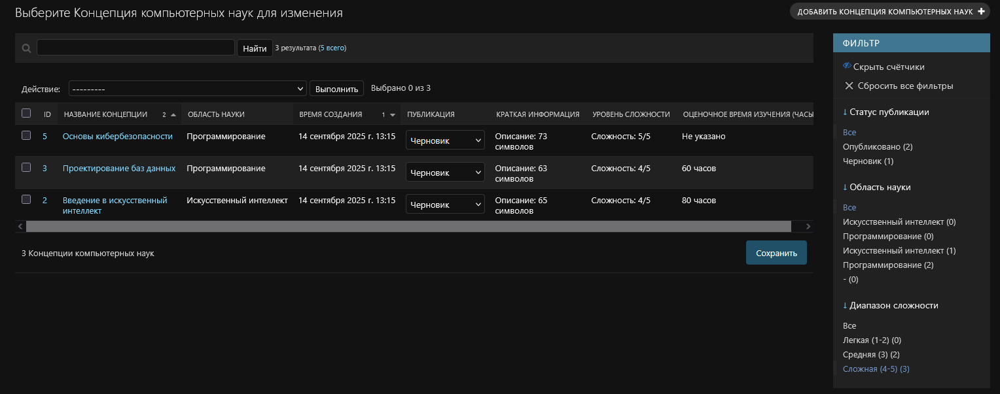 Выберите Концепция компьютерных наук для изменения
ДОБАВИТЬ КОНЦЕПЦИЯ КОМПЬЮТЕРНЫХ НАУК +
Найти 3 результата (5 всего)
Действие: --------- Выполнить Выбрано 0 из 3
ID НАЗВАНИЕ КОНЦЕПЦИИ 2 ОБЛАСТЬ НАУКИ ВРЕМЯ СОЗДАНИЯ 1 ПУБЛИКАЦИЯ КРАТКАЯ ИНФОРМАЦИЯ УРОВЕНЬ СЛОЖНОСТИ ОЦЕНОЧНОЕ ВРЕМЯ ИЗУЧЕНИЯ (ЧАСЫ
5 Основы кибербезопасности Программирование 14 сентября 2025 г. 13:15 Черновик Описание: 73 Сложность: 5/5 Не указано
символов
3 Проектирование баз данных Программирование 14 сентября 2025 г. 13:15 Черновик Описание: 63 Сложность: 4/5 60 часов
символов
2 Введение в искусственный Искусственный интеллект 14 сентября 2025 г. 13:15 Черновик Описание: 65 Сложность: 4/5 80 часов
интеллект символов
3 Концепции компьютерных наук Сохранить
ФИЛЬТР
Скрыть счётчики
Сбросить все фильтры
↓ Статус публикации
Все
Опубликовано (2)
Черновик (1)
↓ Область науки
Все
Искусственный интеллект (0)
Программирование (0)
Искусственный интеллект (1)
Программирование (2)
- (0)
↓ Диапазон сложности
Все
Легкая (1-2) (0)
Средняя (3) (2)
Сложная (4-5) (3)